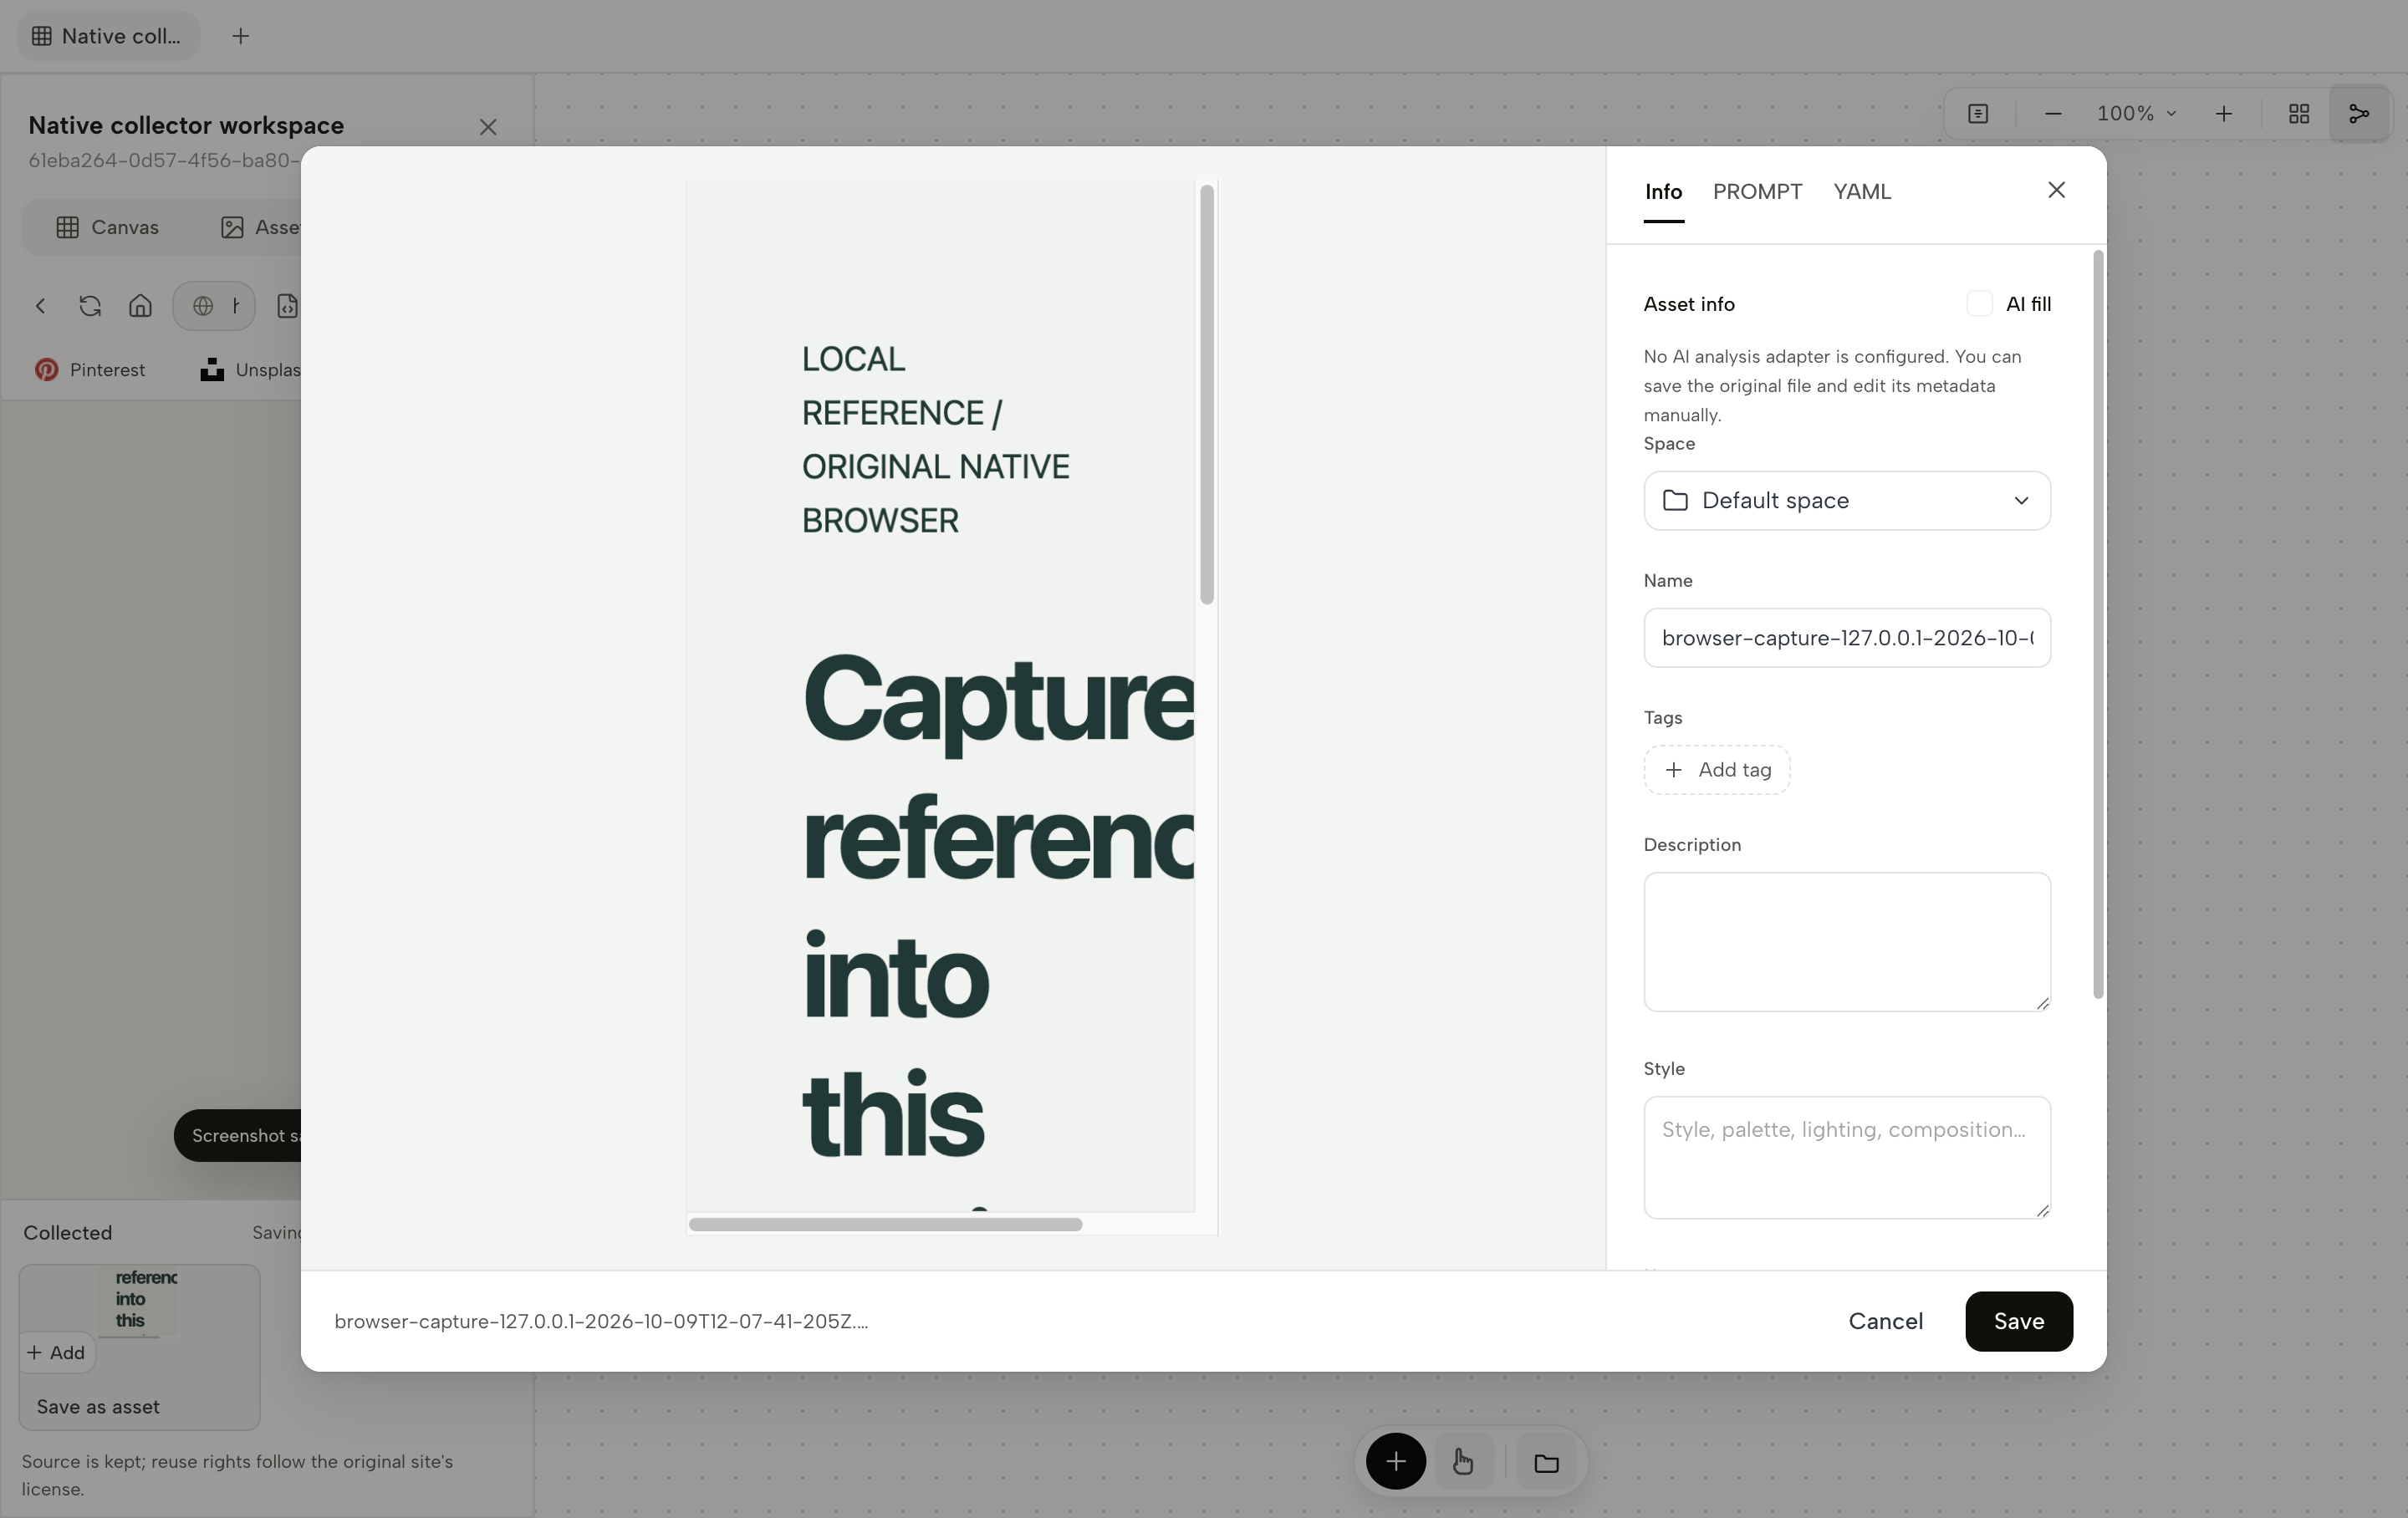 Native coll...
100%
Native collector workspace
61eba264-0d57-4f56-ba80-
Canvas
Asse
Pinterest
Unsplas
Screenshot sa
Collected
Saving
referenc
into
this
Add
Save as asset
Source is kept; reuse rights follow the original site's
license.
LOCAL
REFERENCE /
ORIGINAL NATIVE
BROWSER
Capture
referenc
into
this
Info
PROMPT
YAML
Asset info
AI fill
No AI analysis adapter is configured. You can
save the original file and edit its metadata
manually.
Space
Default space
Name
browser-capture-127.0.0.1-2026-10-
Tags
Add tag
Description
Style
Style, palette, lighting, composition...
browser-capture-127.0.0.1-2026-10-09T12-07-41-205Z....
Cancel
Save